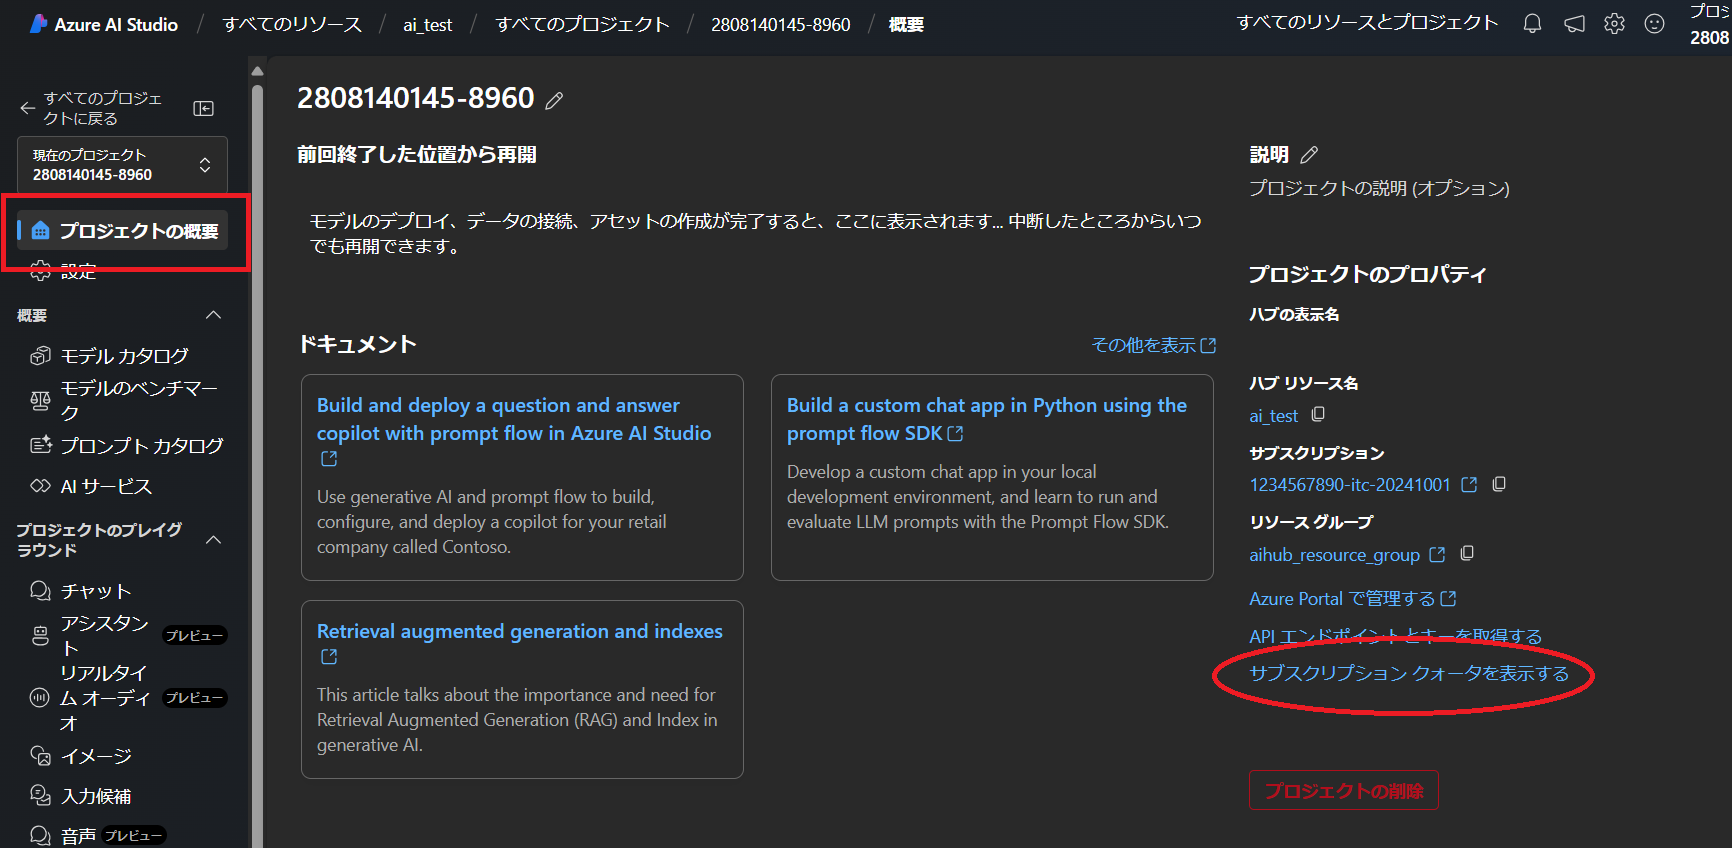 Azure AI Studio / すべてのリソース / ai_test / すべてのプロジェクト / 2808140145-8960 / 概要
すべてのリソースとプロジェクト
2808
すべてのプロジェ
クトに戻る
現在のプロジェクト
2808140145-8960
プロジェクトの概要
設定
概要
モデル カタログ
モデルのベンチマー
ク
プロンプト カタログ
AI サービス
プロジェクトのプレイグ
ラウンド
チャット
アシスタン
ト
プレビュー
リアルタイ
ム オーディ
オ
プレビュー
イメージ
入力候補
音声 プレビュー
2808140145-8960
前回終了した位置から再開
モデルのデプロイ、データの接続、アセットの作成が完了すると、ここに表示されます... 中断したところからいつ
でも再開できます。
ドキュメント
その他を表示
Build and deploy a question and answer
copilot with prompt flow in Azure AI Studio
Use generative AI and prompt flow to build,
configure, and deploy a copilot for your retail
company called Contoso.
Build a custom chat app in Python using the
prompt flow SDK
Develop a custom chat app in your local
development environment, and learn to run and
evaluate LLM prompts with the Prompt Flow SDK.
Retrieval augmented generation and indexes
This article talks about the importance and need for
Retrieval Augmented Generation (RAG) and Index in
generative AI.
説明
プロジェクトの説明 (オプション)
プロジェクトのプロパティ
ハブの表示名
ハブ リソース名
ai_test
サブスクリプション
1234567890-itc-20241001
リソース グループ
aihub_resource_group
Azure Portal で管理する
API エンドポイントとキーを取得する
サブスクリプション クォータを表示する
プロジェクトの削除